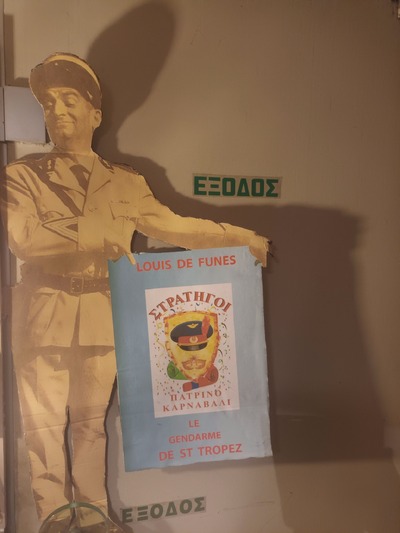 ΕΞΟΔΟΣ
LOUIS DE FUNES
ΣΤΡΑΤΗΓΟΙ
ΠΑΤΡΙΝΟ
ΚΑΡΝΑΒΑΛΙ
LE
GENDARME
DE ST TROPEZ
ΕΞΟΔΟΣ